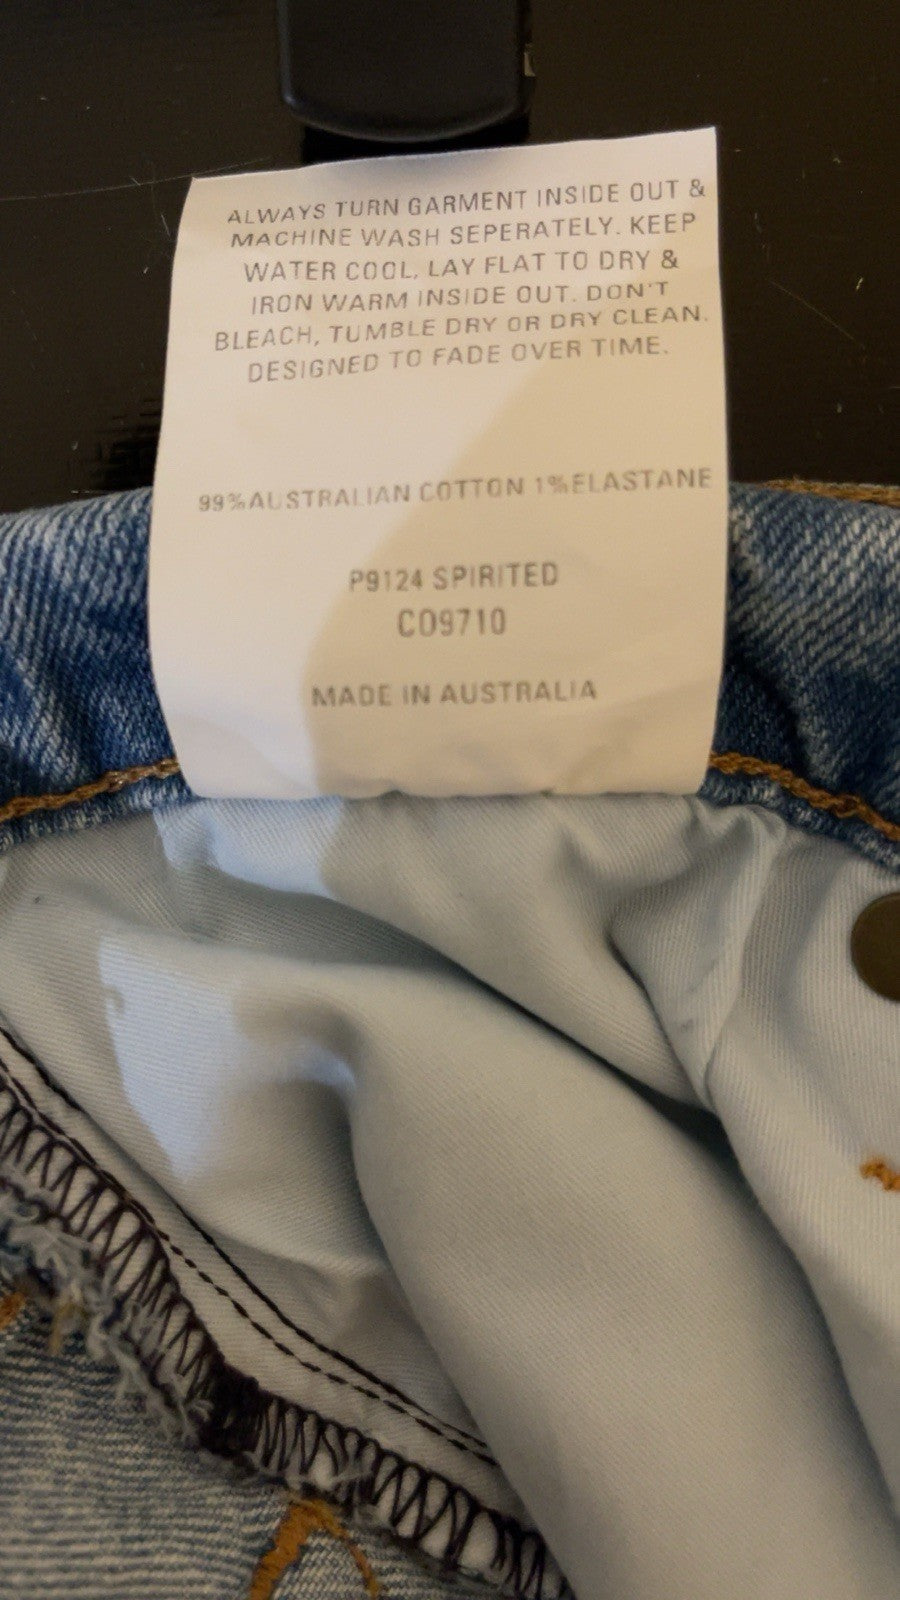 ALWAYS TURN GARMENT INSIDE OUT &
MACHINE WASH SEPERATELY. KEEP
WATER COOL, LAY FLAT TO DRY &
IRON WARM INSIDE OUT. DON'T
BLEACH, TUMBLE DRY OR DRY CLEAN.
DESIGNED TO FADE OVER TIME.
99%AUSTRALIAN COTTON 1%ELASTANE
P9124 SPIRITED
CO9710
MADE IN AUSTRALIA